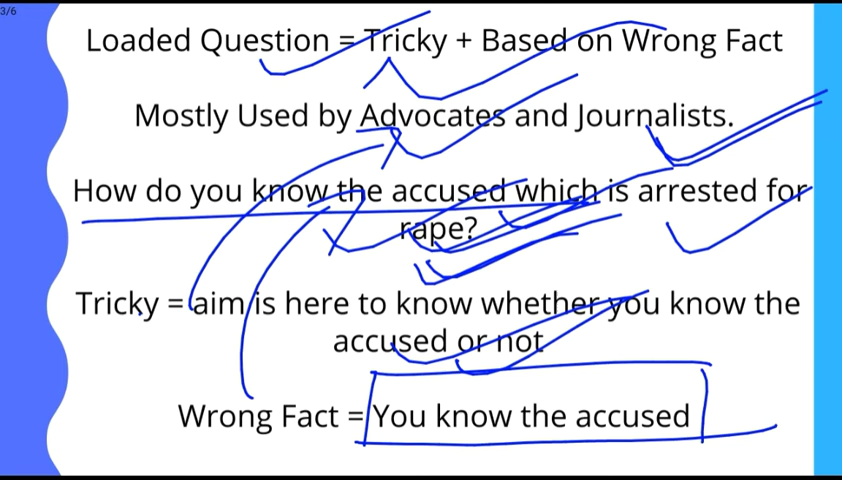 3/6
Loaded Question = Tricky + Based on Wrong Fact
Mostly Used by Advocates and Journalists.
How do you know the accused which is arrested for
rape?
Tricky = aim is here to know whether you know the
accused or not
Wrong Fact = You know the accused